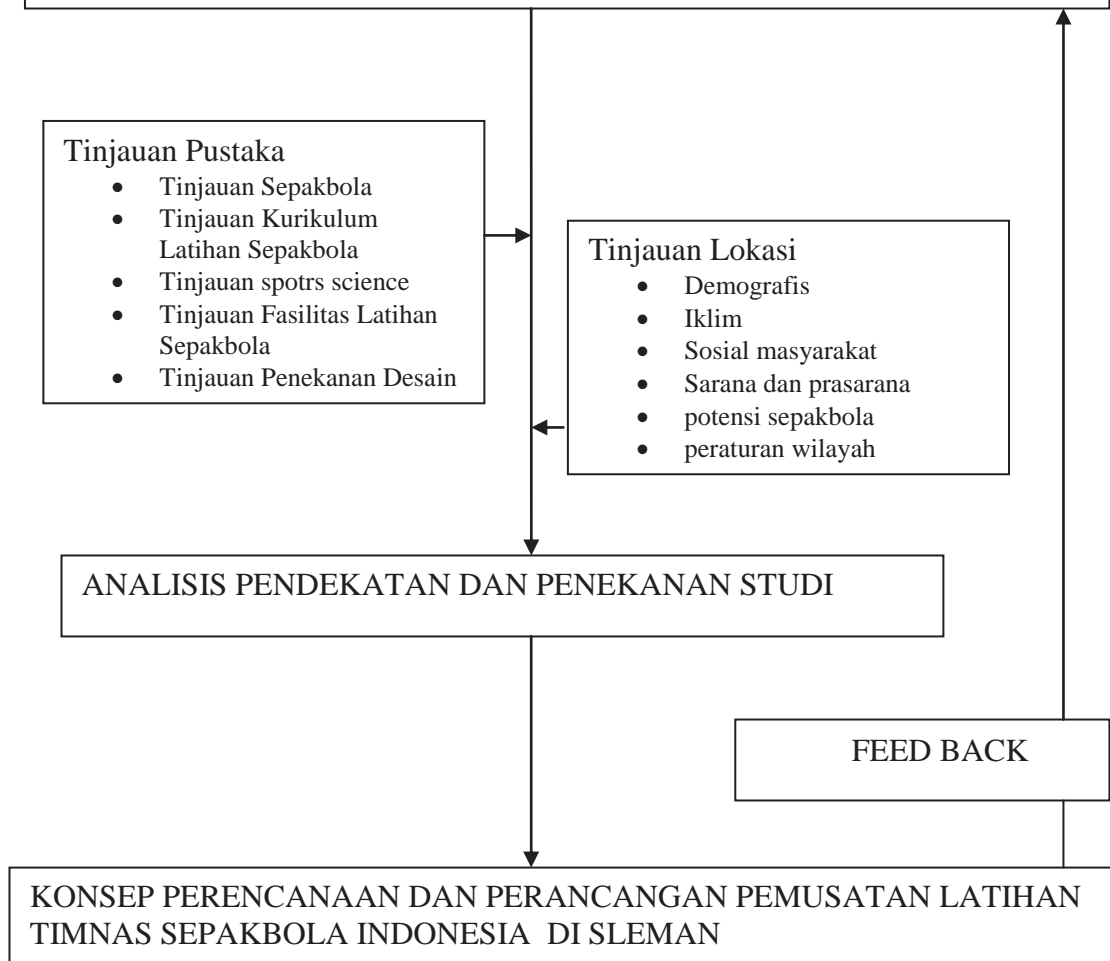 Tinjauan Pustaka
• Tinjauan Sepakbola
• Tinjauan Kurikulum
Latihan Sepakbola
• Tinjauan spotrs science
• Tinjauan Fasilitas Latihan
Sepakbola
• Tinjauan Penekanan Desain
Tinjauan Lokasi
• Demografis
• Iklim
• Sosial masyarakat
• Sarana dan prasarana
• potensi sepakbola
• peraturan wilayah
ANALISIS PENDEKATAN DAN PENEKANAN STUDI
FEED BACK
KONSEP PERENCANAAN DAN PERANCANGAN PEMUSATAN LATIHAN
TIMNAS SEPAKBOLA INDONESIA DI SLEMAN